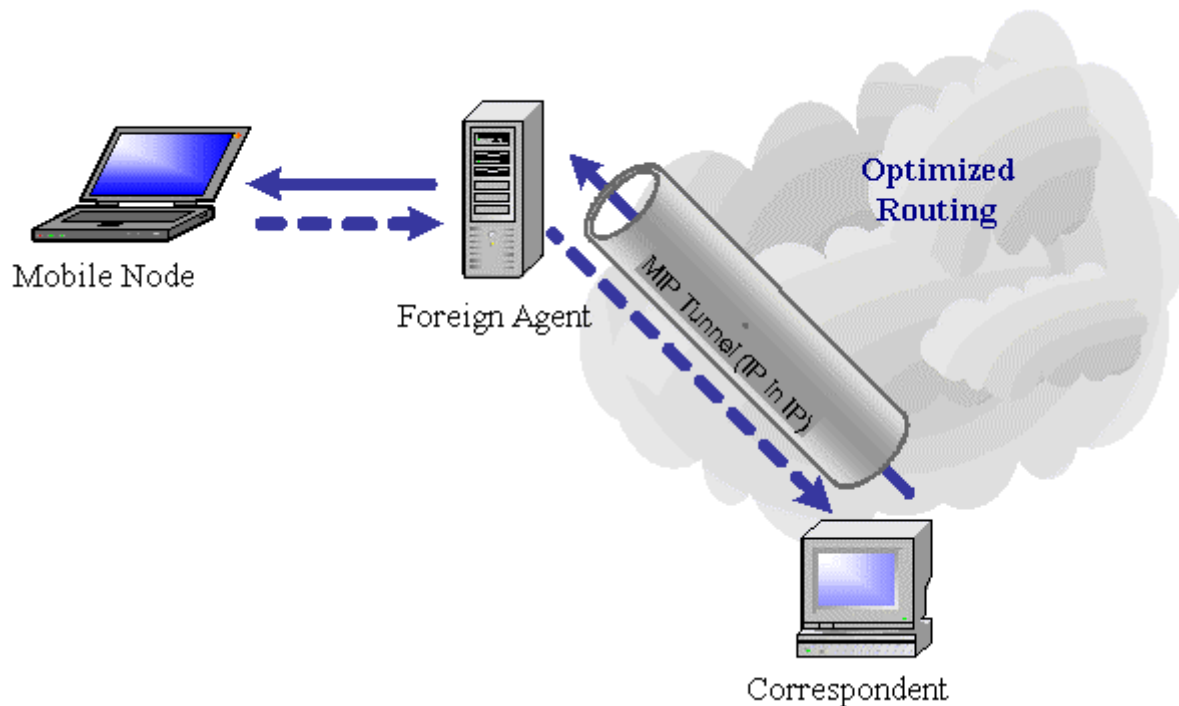 Optimized
Routing
Mobile Node
Foreign Agent
MIP Tunnel (IP in IP)
Correspondent